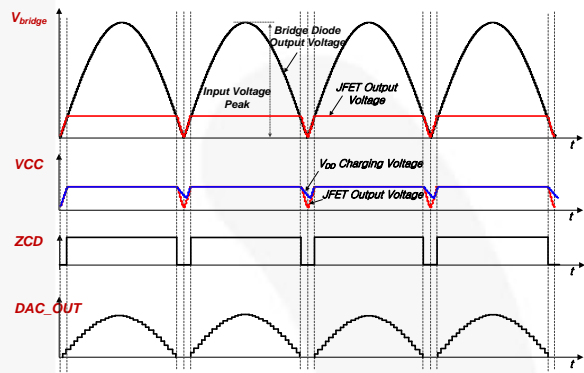 Vbridge
Bridge Diode
Output Voltage
Input Voltage
Peak
JFET Output
Voltage
t
VCC
VDD Charging Voltage
JFET Output Voltage
t
ZCD
t
DAC_OUT
t